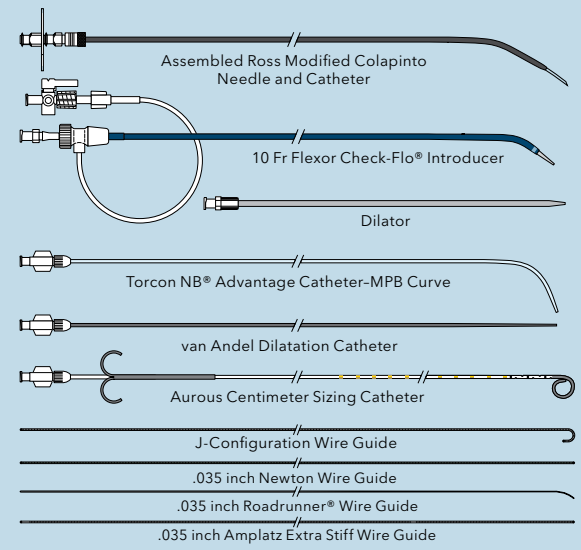 Assembled Ross Modified Colapinto
Needle and Catheter
10 Fr Flexor Check-Flo® Introducer
Dilator
Torcon NB® Advantage Catheter–MPB Curve
van Andel Dilatation Catheter
Aurous Centimeter Sizing Catheter
J-Configuration Wire Guide
.035 inch Newton Wire Guide
.035 inch Roadrunner® Wire Guide
.035 inch Amplatz Extra Stiff Wire Guide